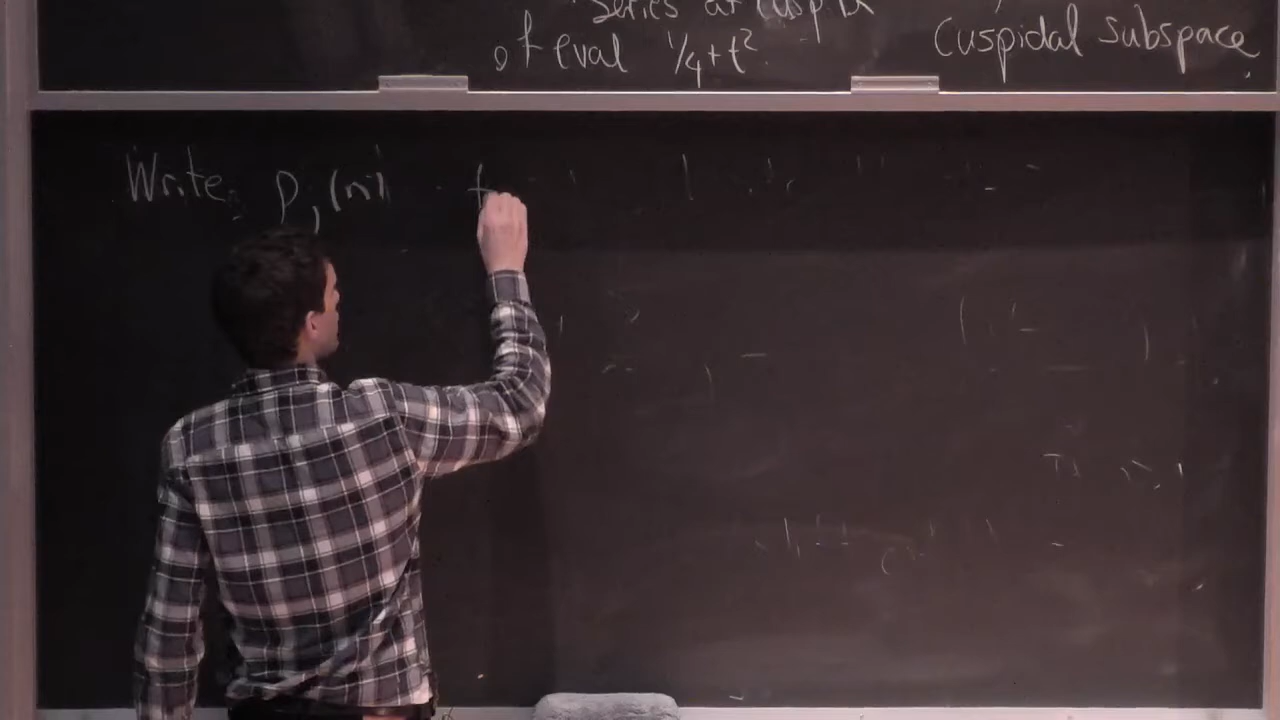 series at cusp
of eval 1/4+t²
cuspidal subspace
Write ρⱼ(n)